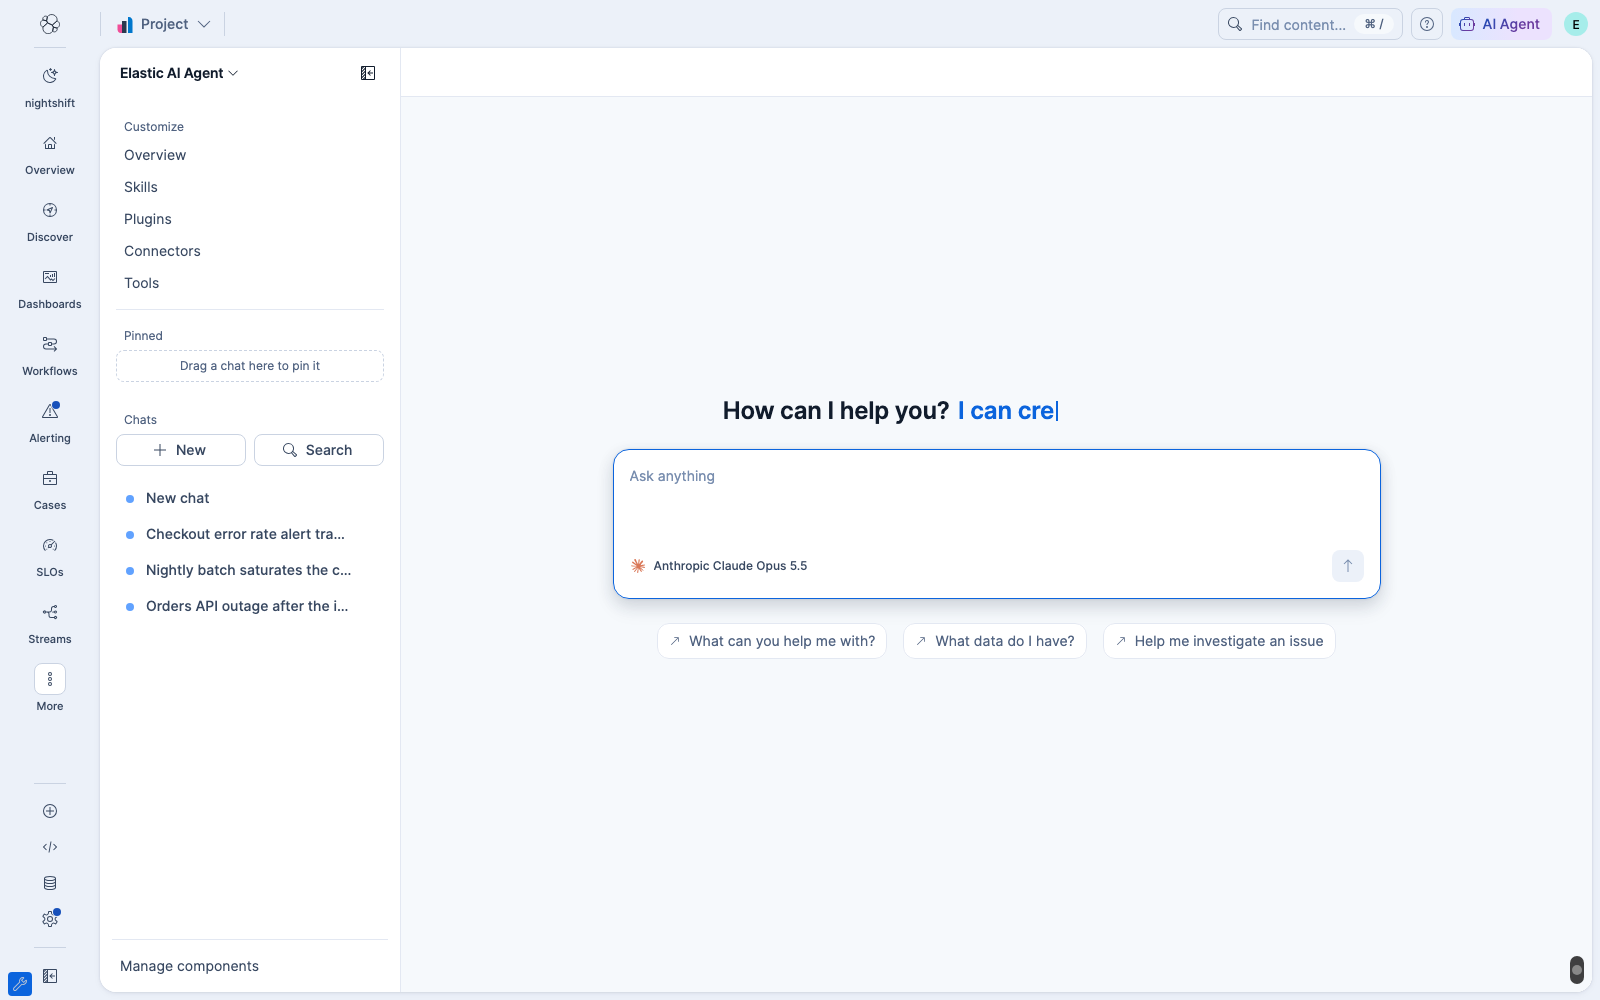 Project
Find content...
⌘ /
AI Agent
E
nightshift
Overview
Discover
Dashboards
Workflows
Alerting
Cases
SLOs
Streams
More
Elastic AI Agent
Customize
Overview
Skills
Plugins
Connectors
Tools
Pinned
Drag a chat here to pin it
Chats
New
Search
New chat
Checkout error rate alert tra...
Nightly batch saturates the c...
Orders API outage after the i...
Manage components
How can I help you? I can cre
Ask anything
Anthropic Claude Opus 5.5
What can you help me with?
What data do I have?
Help me investigate an issue